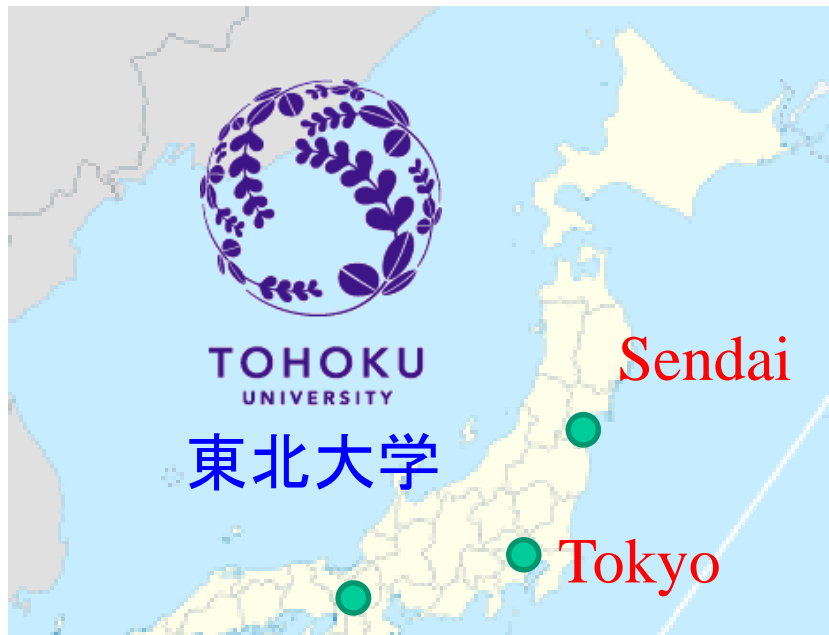 TOHOKU
UNIVERSITY
東北大学
Sendai
Tokyo